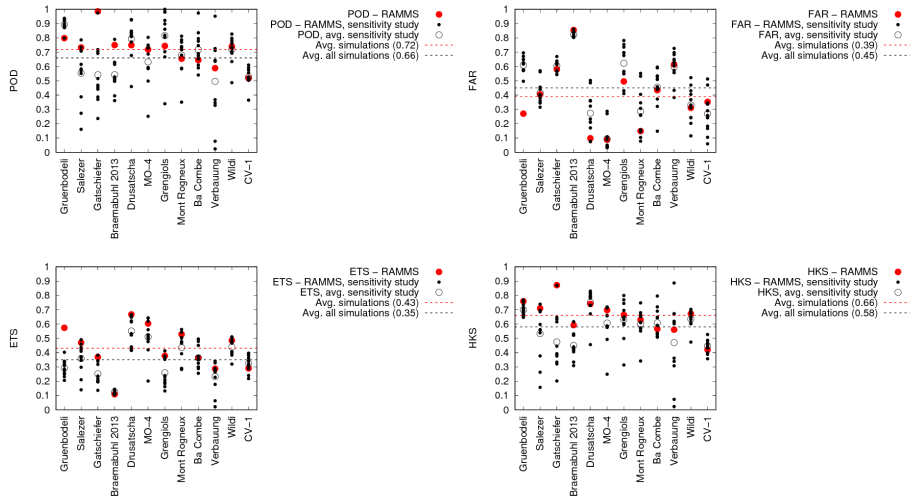 POD
0
0.1
0.2
0.3
0.4
0.5
0.6
0.7
0.8
0.9
1
Gruenbodeli
Salezer
Gatschiefer
Braemabuhl 2013
Drusatscha
MO-4
Grengiols
Mont Rogneux
Ba Combe
Verbauung
Wildi
CV-1
POD - RAMMS
POD - RAMMS, sensitivity study
POD, avg. sensitivity study
Avg. simulations (0.72)
Avg. all simulations (0.66)
FAR
0
0.1
0.2
0.3
0.4
0.5
0.6
0.7
0.8
0.9
1
Gruenbodeli
Salezer
Gatschiefer
Braemabuhl 2013
Drusatscha
MO-4
Grengiols
Mont Rogneux
Ba Combe
Verbauung
Wildi
CV-1
FAR - RAMMS
FAR - RAMMS, sensitivity study
FAR, avg. sensitivity study
Avg. simulations (0.39)
Avg. all simulations (0.45)
ETS
0
0.1
0.2
0.3
0.4
0.5
0.6
0.7
0.8
0.9
1
Gruenbodeli
Salezer
Gatschiefer
Braemabuhl 2013
Drusatscha
MO-4
Grengiols
Mont Rogneux
Ba Combe
Verbauung
Wildi
CV-1
ETS - RAMMS
ETS - RAMMS, sensitivity study
ETS, avg. sensitivity study
Avg. simulations (0.43)
Avg. all simulations (0.35)
HKS
0
0.1
0.2
0.3
0.4
0.5
0.6
0.7
0.8
0.9
1
Gruenbodeli
Salezer
Gatschiefer
Braemabuhl 2013
Drusatscha
MO-4
Grengiols
Mont Rogneux
Ba Combe
Verbauung
Wildi
CV-1
HKS - RAMMS
HKS - RAMMS, sensitivity study
HKS, avg. sensitivity study
Avg. simulations (0.66)
Avg. all simulations (0.58)